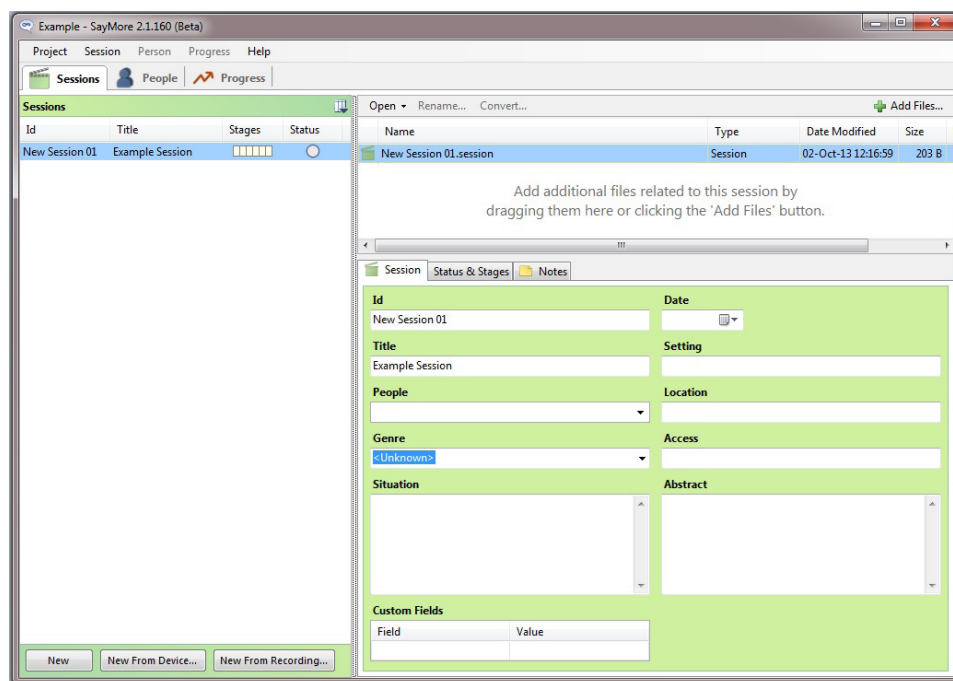 Example - SayMore 2.1.160 (Beta)
Project Session Person Progress Help
Sessions People Progress
Sessions
Id Title Stages Status
New Session 01 Example Session
New New From Device... New From Recording...
Open Rename... Convert... Add Files...
Name Type Date Modified Size
New Session 01.session Session 02-Oct-13 12:16:59 203 B
Add additional files related to this session by
dragging them here or clicking the 'Add Files' button.
Session Status & Stages Notes
Id Date
New Session 01
Title Setting
Example Session
People Location
Genre Access
<Unknown>
Situation Abstract
Custom Fields
Field Value